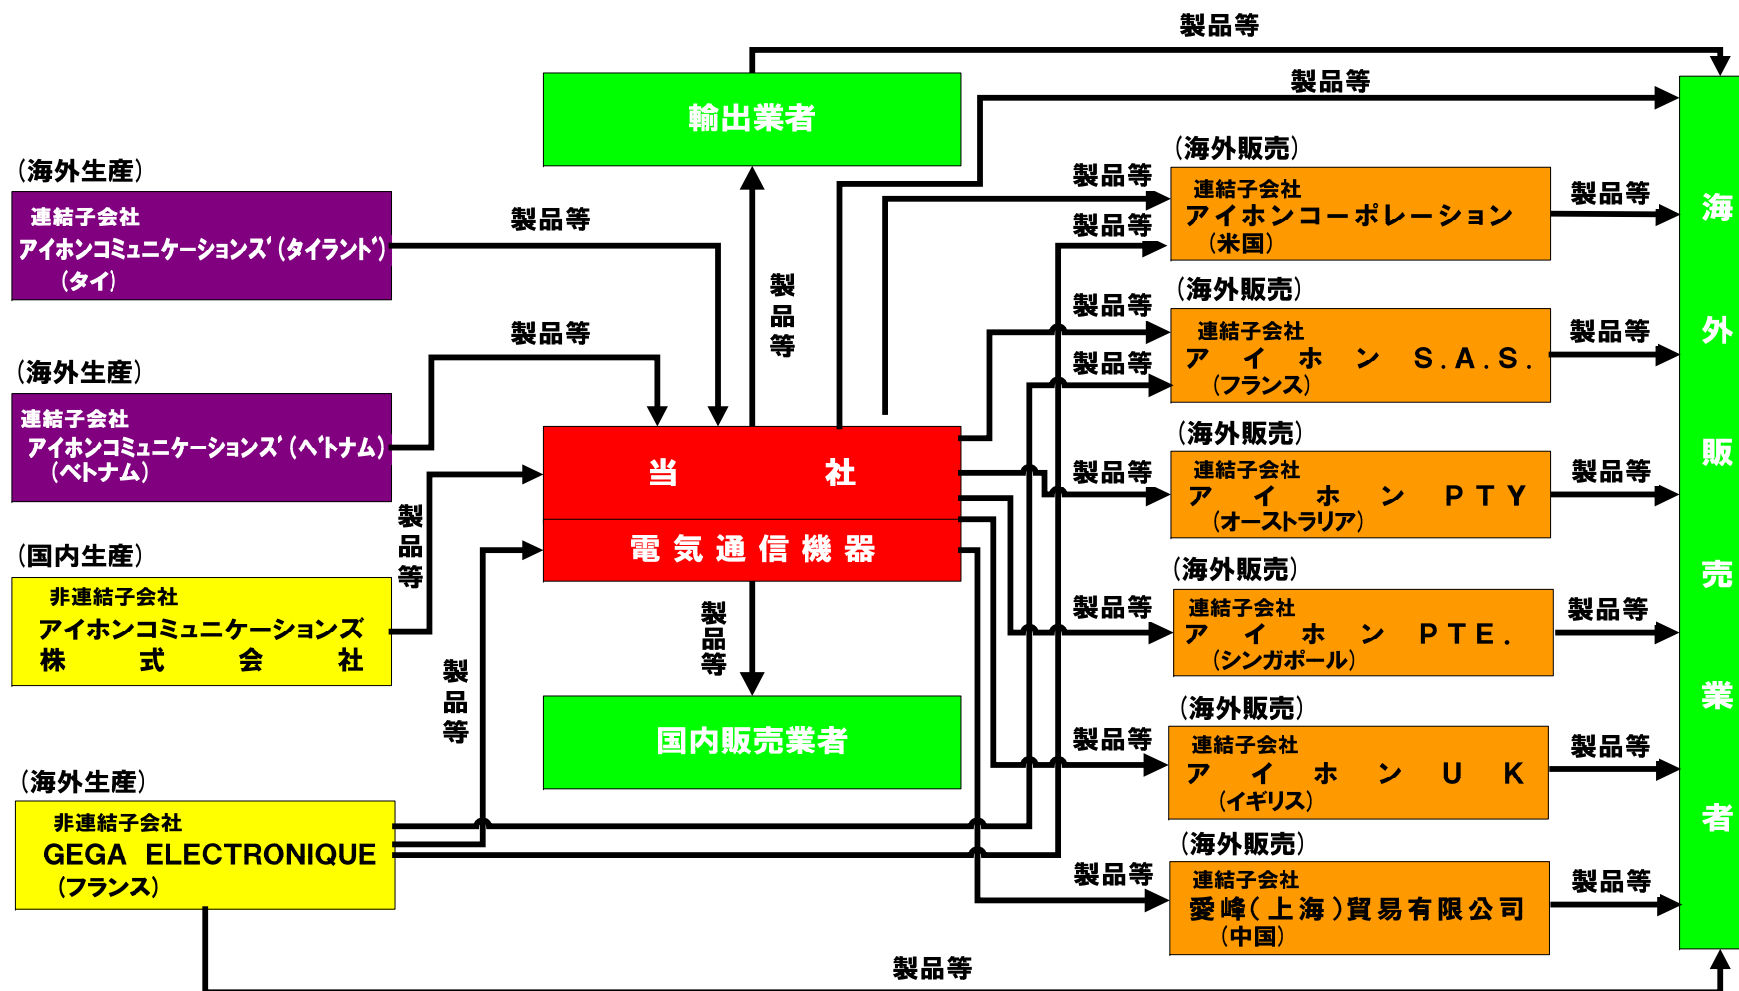 製品等
製品等
輸出業者
(海外生産)
連結子会社
アイホンコミュニケーションズ(タイランド)
(タイ)
製品等
(海外生産)
連結子会社
アイホンコミュニケーションズ(ベトナム)
(ベトナム)
製品等
製品等
(国内生産)
非連結子会社
アイホンコミュニケーションズ
株式会社
製品等
(海外生産)
非連結子会社
GEGA ELECTRONIQUE
(フランス)
製品等
製品等
当社
電気通信機器
製品等
国内販売業者
(海外販売)
製品等
製品等
連結子会社
アイホンコーポレーション
(米国)
製品等
(海外販売)
製品等
製品等
連結子会社
アイホン S.A.S.
(フランス)
製品等
(海外販売)
製品等
連結子会社
アイホン PTY
(オーストラリア)
製品等
(海外販売)
製品等
連結子会社
アイホン PTE.
(シンガポール)
製品等
(海外販売)
製品等
連結子会社
アイホン UK
(イギリス)
製品等
(海外販売)
製品等
連結子会社
愛峰(上海)貿易有限公司
(中国)
製品等
海外販売業者
製品等